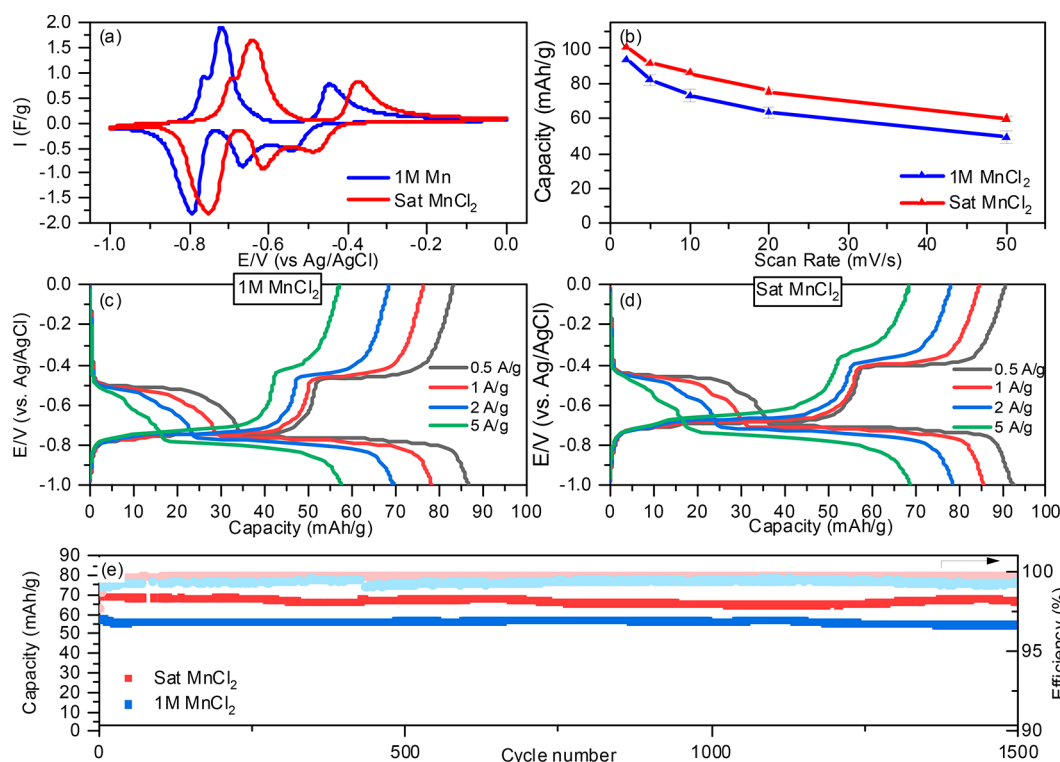 (a)
2.0
1.5
1.0
0.5
0.0
-0.5
-1.0
-1.5
-2.0
I (F/g)
1M Mn
Sat MnCl₂
-1.0 -0.8 -0.6 -0.4 -0.2 0.0
E/V (vs Ag/AgCl)
(b)
100
80
60
40
20
0
Capacity (mAh/g)
1M MnCl₂
Sat MnCl₂
0 10 20 30 40 50
Scan Rate (mV/s)
(c)
1M MnCl₂
0.0
-0.2
-0.4
-0.6
-0.8
-1.0
E/V (vs. Ag/AgCl)
0.5 A/g
1 A/g
2 A/g
5 A/g
0 10 20 30 40 50 60 70 80 90 100
Capacity (mAh/g)
(d)
Sat MnCl₂
0.0
-0.2
-0.4
-0.6
-0.8
-1.0
E/V (vs. Ag/AgCl)
0.5 A/g
1 A/g
2 A/g
5 A/g
0 10 20 30 40 50 60 70 80 90 100
Capacity (mAh/g)
(e)
90
80
70
60
50
40
30
20
10
0
Capacity (mAh/g)
Sat MnCl₂
1M MnCl₂
100
95
90
Efficiency (%)
0 500 1000 1500
Cycle number